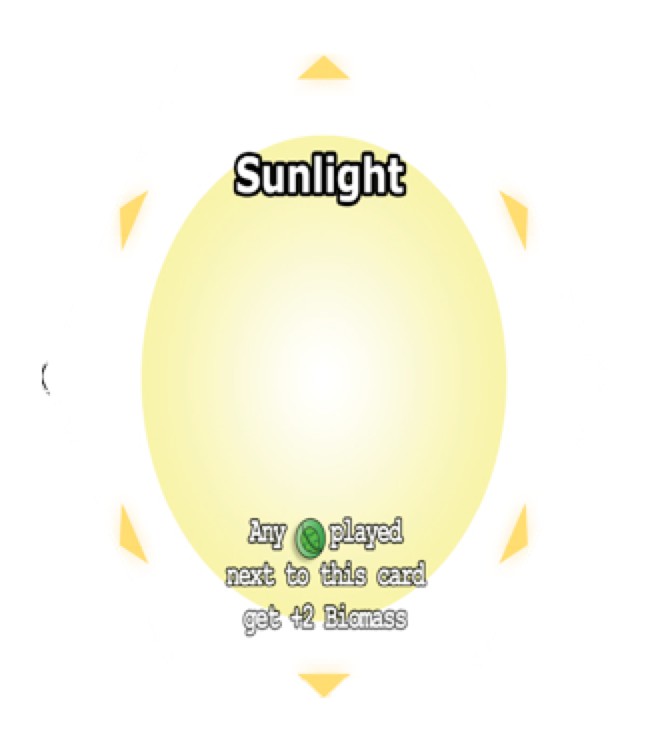 Sunlight
Any played
next to this card
get +2 Biomass